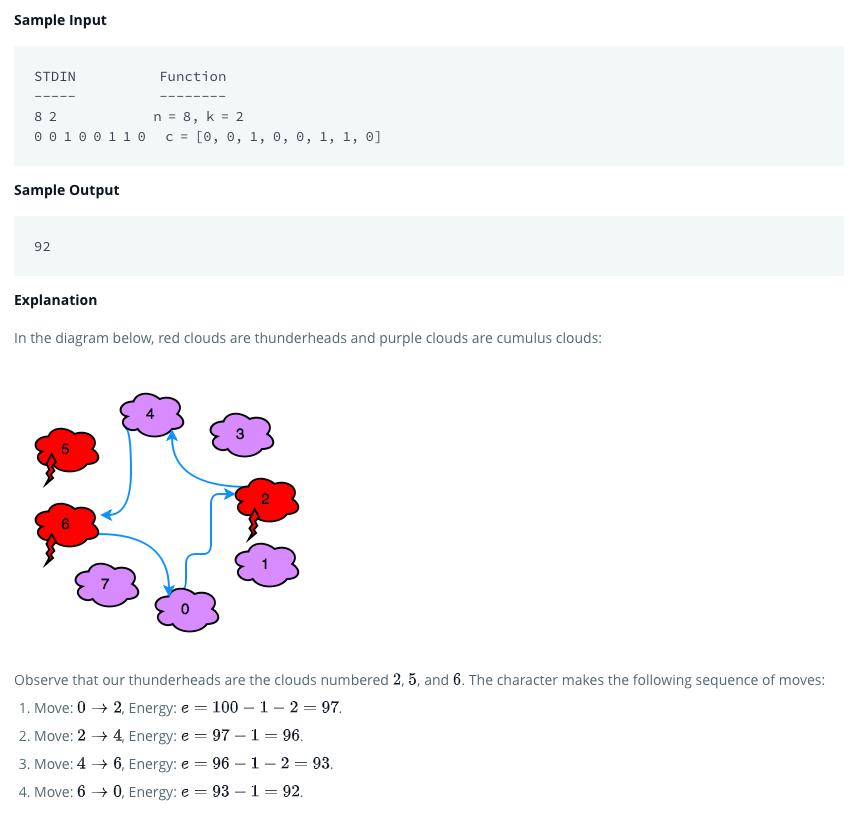 Sample Input
STDIN Function
----- --------
8 2 n = 8, k = 2
0 0 1 0 0 1 1 0 c = [0, 0, 1, 0, 0, 1, 1, 0]
Sample Output
92
Explanation
In the diagram below, red clouds are thunderheads and purple clouds are cumulus clouds:
4
3
5
2
6
1
7
0
Observe that our thunderheads are the clouds numbered 2, 5, and 6. The character makes the following sequence of moves:
1. Move: 0 → 2, Energy: e = 100 − 1 − 2 = 97.
2. Move: 2 → 4, Energy: e = 97 − 1 = 96.
3. Move: 4 → 6, Energy: e = 96 − 1 − 2 = 93.
4. Move: 6 → 0, Energy: e = 93 − 1 = 92.